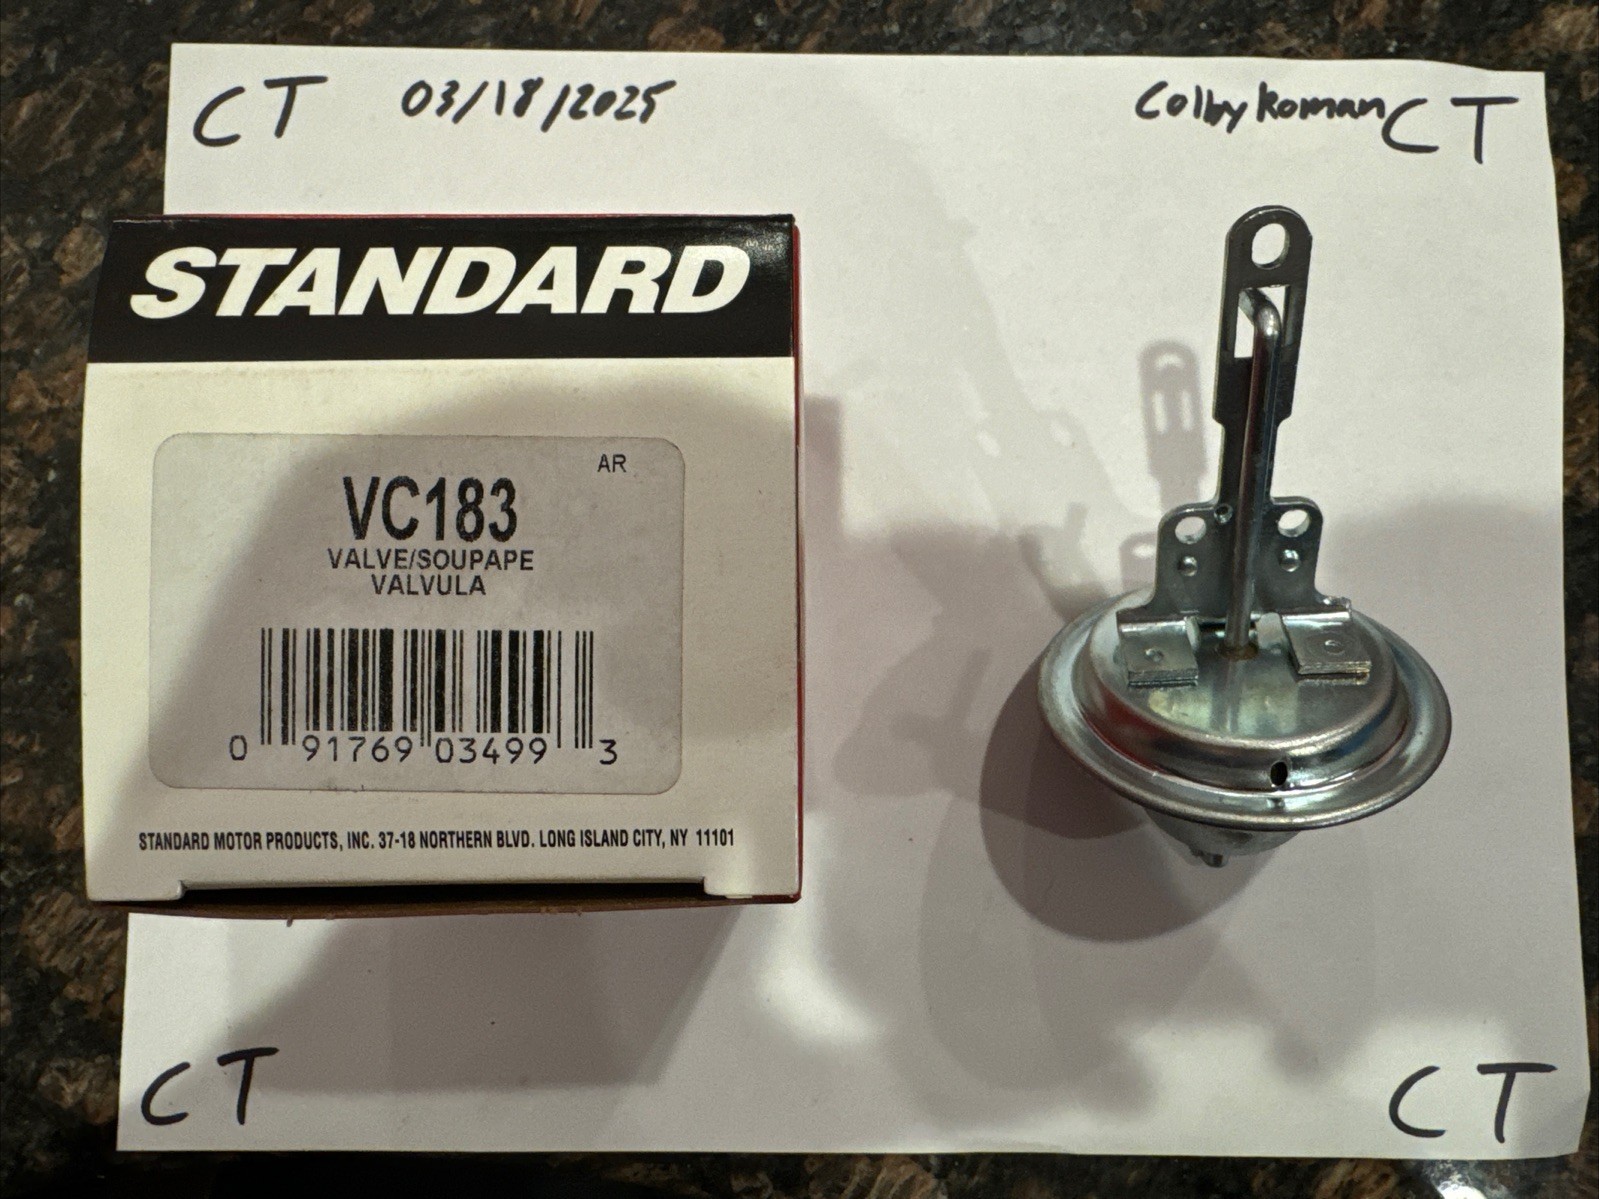 CT 03/18/2025 Colby Roman CT
STANDARD
AR
VC183
VALVE/SOUPAPE
VALVULA
0 91769 03499 3
STANDARD MOTOR PRODUCTS, INC. 37-18 NORTHERN BLVD. LONG ISLAND CITY, NY 11101
CT CT